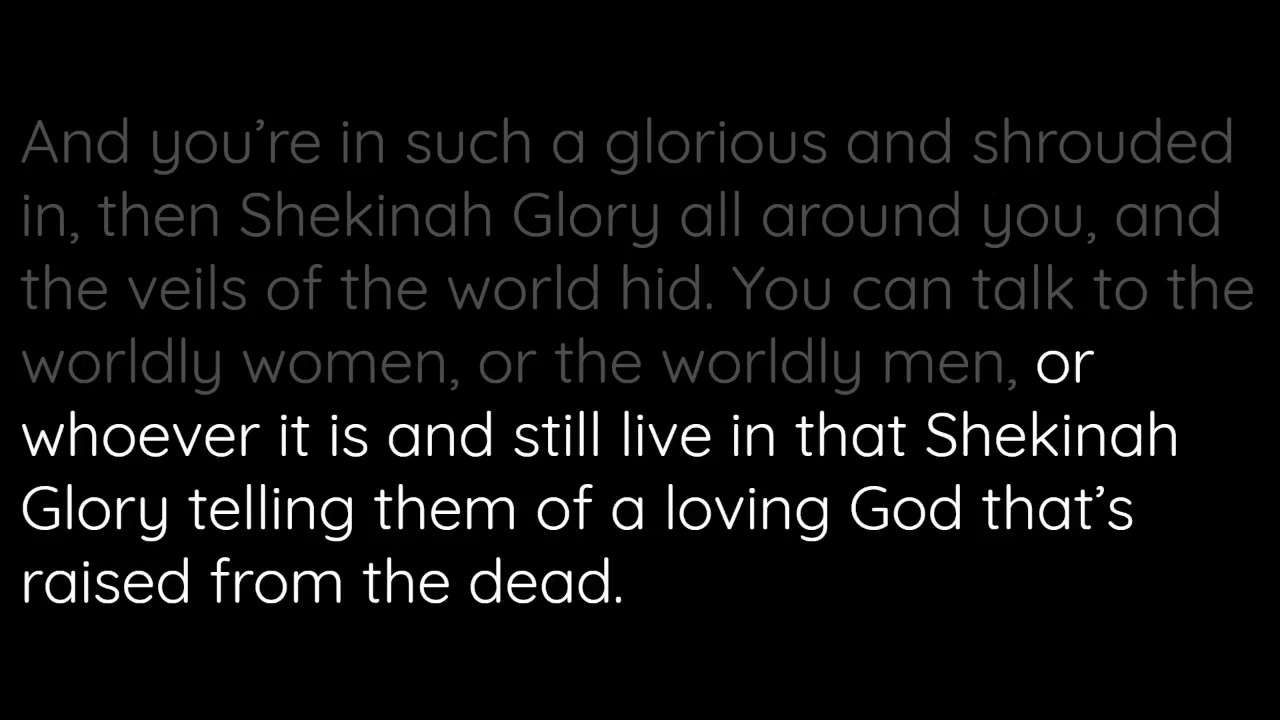 And you’re in such a glorious and shrouded
in, then Shekinah Glory all around you, and
the veils of the world hid. You can talk to the
worldly women, or the worldly men, or
whoever it is and still live in that Shekinah
Glory telling them of a loving God that’s
raised from the dead.